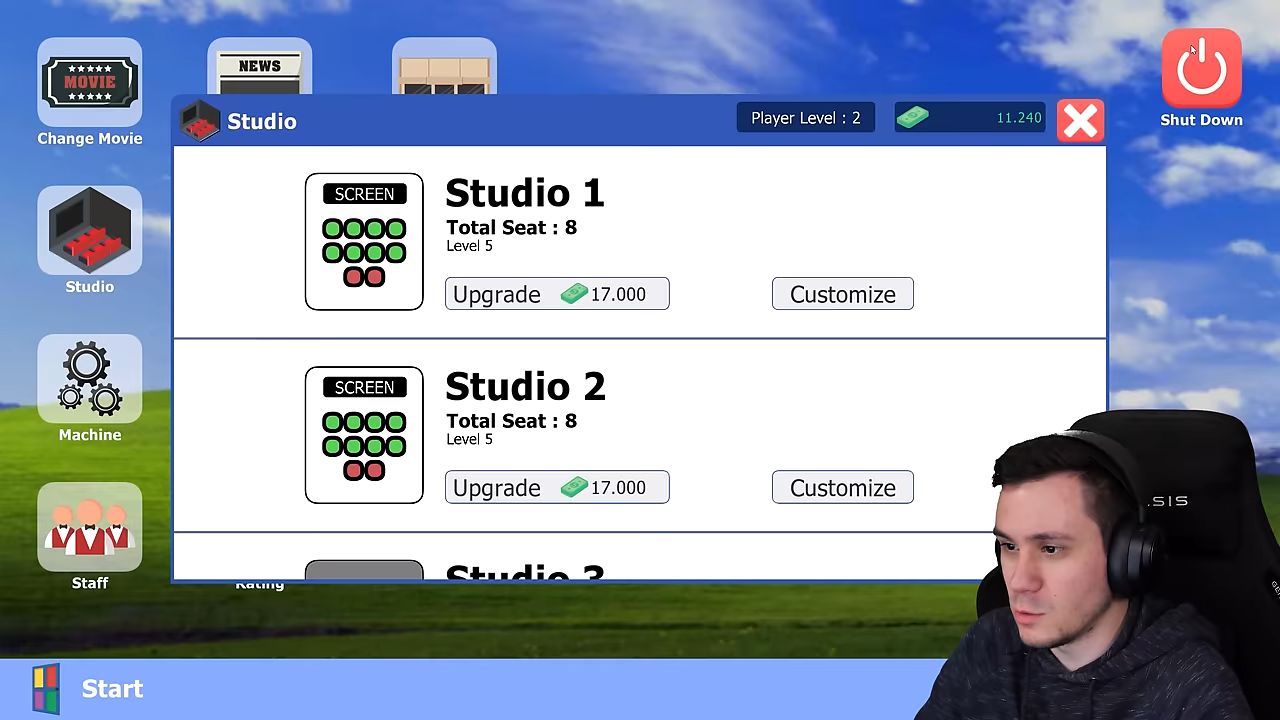 MOVIE
Change Movie
NEWS
Shut Down
Studio
Player Level : 2
11.240
SCREEN
Studio 1
Total Seat : 8
Level 5
Upgrade 17.000
Customize
SCREEN
Studio 2
Total Seat : 8
Level 5
Upgrade 17.000
Customize
Studio 3
Studio
Machine
Staff
Rating
Start